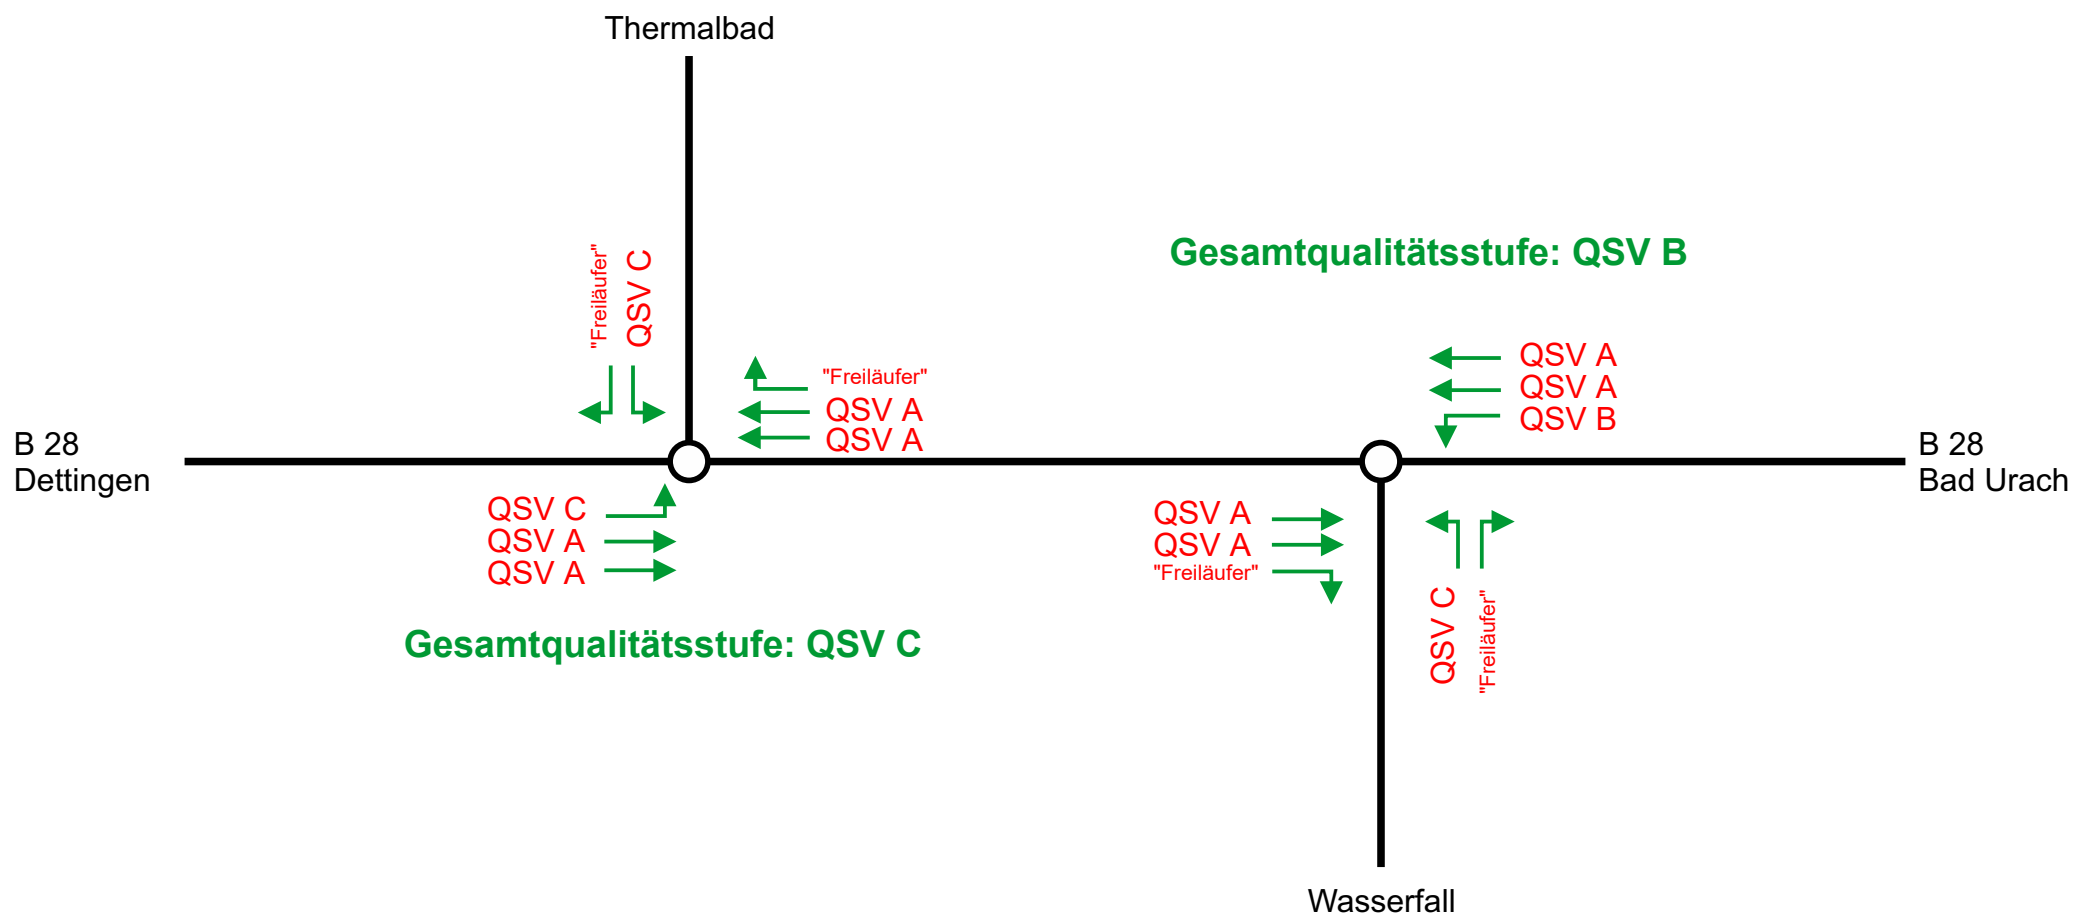 Thermalbad
Gesamtqualitätsstufe: QSV B
"Freiläufer"
QSV C
"Freiläufer"
QSV A
QSV A
QSV A
QSV A
QSV B
B 28
Dettingen
B 28
Bad Urach
QSV C
QSV A
QSV A
QSV A
QSV A
"Freiläufer"
QSV C
"Freiläufer"
Gesamtqualitätsstufe: QSV C
Wasserfall